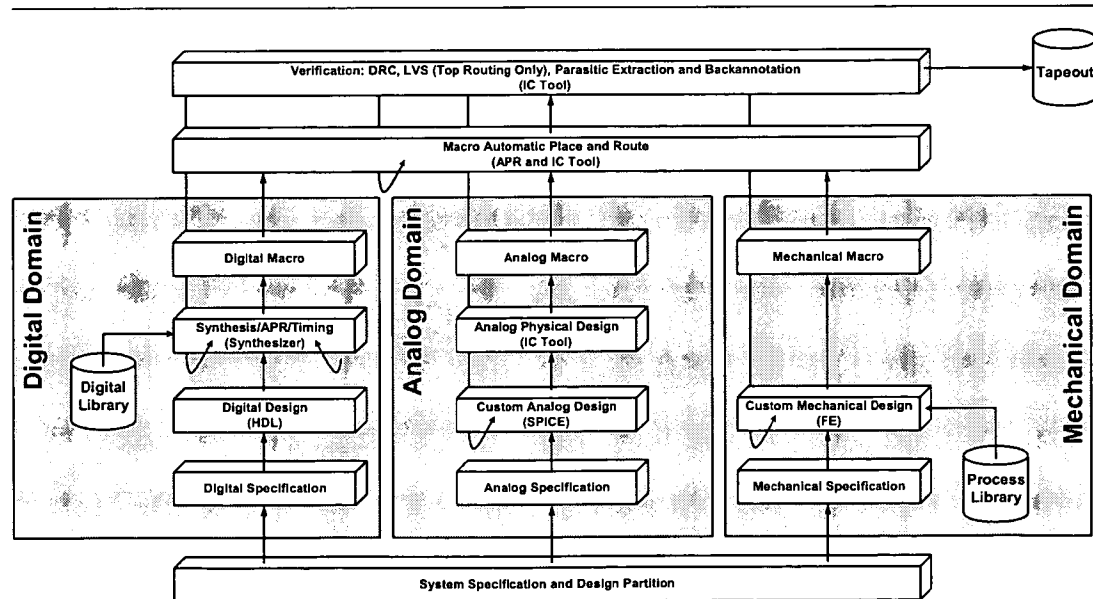 Verification: DRC, LVS (Top Routing Only), Parasitic Extraction and Backannotation
(IC Tool)
Tapeout
Macro Automatic Place and Route
(APR and IC Tool)
Digital Domain
Digital Macro
Synthesis/APR/Timing
(Synthesizer)
Digital
Library
Digital Design
(HDL)
Digital Specification
Analog Domain
Analog Macro
Analog Physical Design
(IC Tool)
Custom Analog Design
(SPICE)
Analog Specification
Mechanical Domain
Mechanical Macro
Custom Mechanical Design
(FE)
Mechanical Specification
Process
Library
System Specification and Design Partition